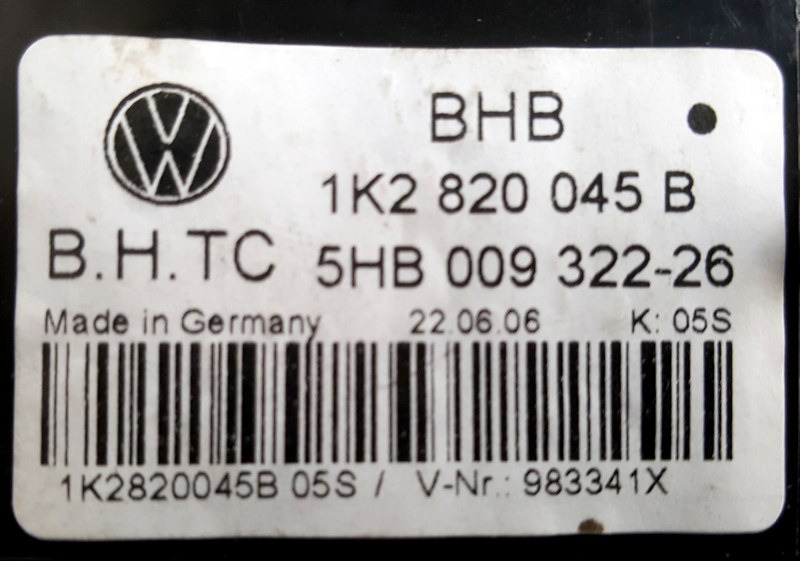 BHB
1K2 820 045 B
B.H.TC 5HB 009 322-26
Made in Germany 22.06.06 K: 05S
1K2820045B 05S / V-Nr.: 983341X